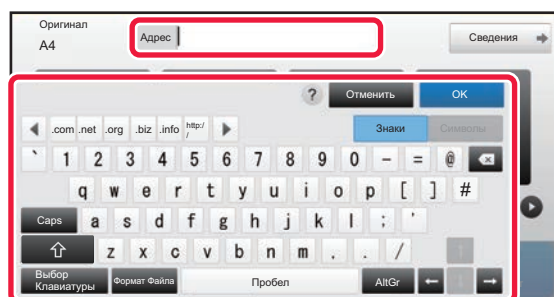 Оригинал
A4
Адрес
Сведения
? Отменить OK
.com .net .org .biz .info http:/
/
Знаки Символы
` 1 2 3 4 5 6 7 8 9 0 - = @
q w e r t y u i o p [ ] #
Caps a s d f g h j k l ; '
z x c v b n m . . /
Выбор
Клавиатуры
Формат Файла Пробел AltGr